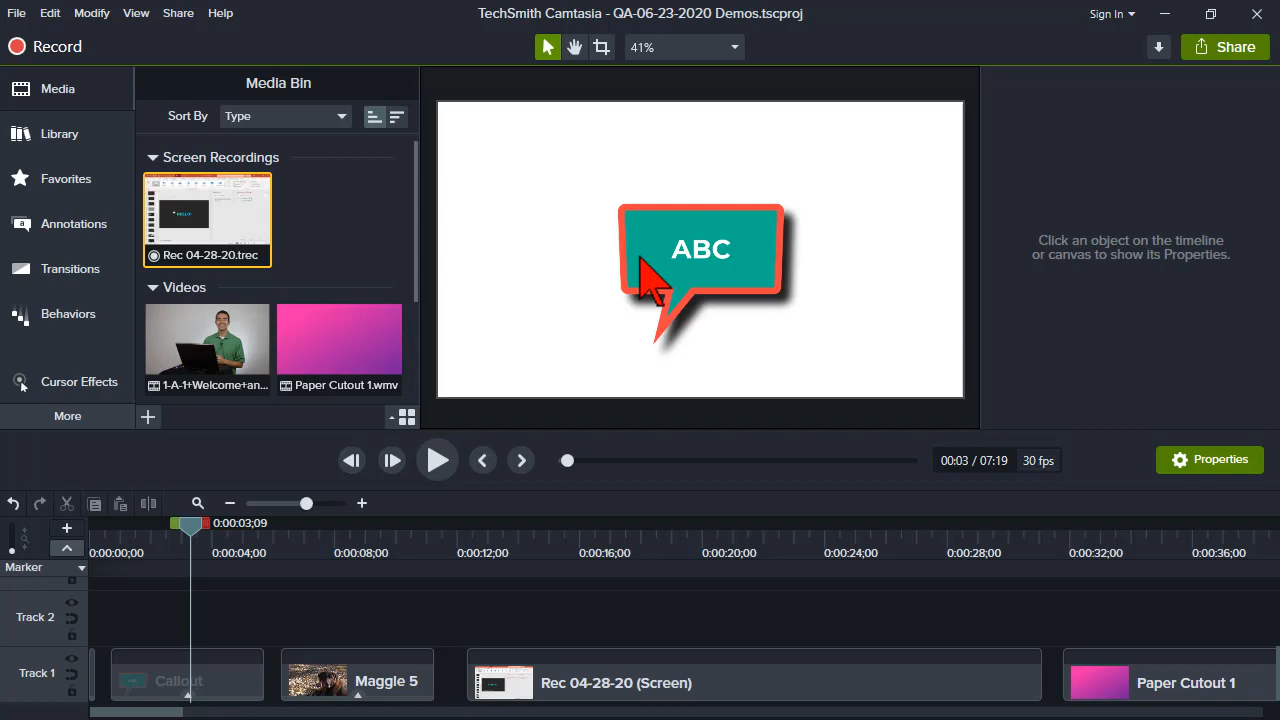 File Edit Modify View Share Help
TechSmith Camtasia - QA-06-23-2020 Demos.tscproj
Sign In
Record
41%
Share
Media
Library
Favorites
Annotations
Transitions
Behaviors
Cursor Effects
More
Media Bin
Sort By Type
Screen Recordings
Rec 04-28-20.trec
Videos
1-A-1+Welcome+an... Paper Cutout 1.wmv
ABC
Click an object on the timeline
or canvas to show its Properties.
00:03 / 07:19 30 fps
Properties
0:00:03;09
0:00:00;00 0:00:04;00 0:00:08;00 0:00:12;00 0:00:16;00 0:00:20;00 0:00:24;00 0:00:28;00 0:00:32;00 0:00:36;00
Marker
Track 2
Track 1
Callout
Maggie 5
Rec 04-28-20 (Screen)
Paper Cutout 1